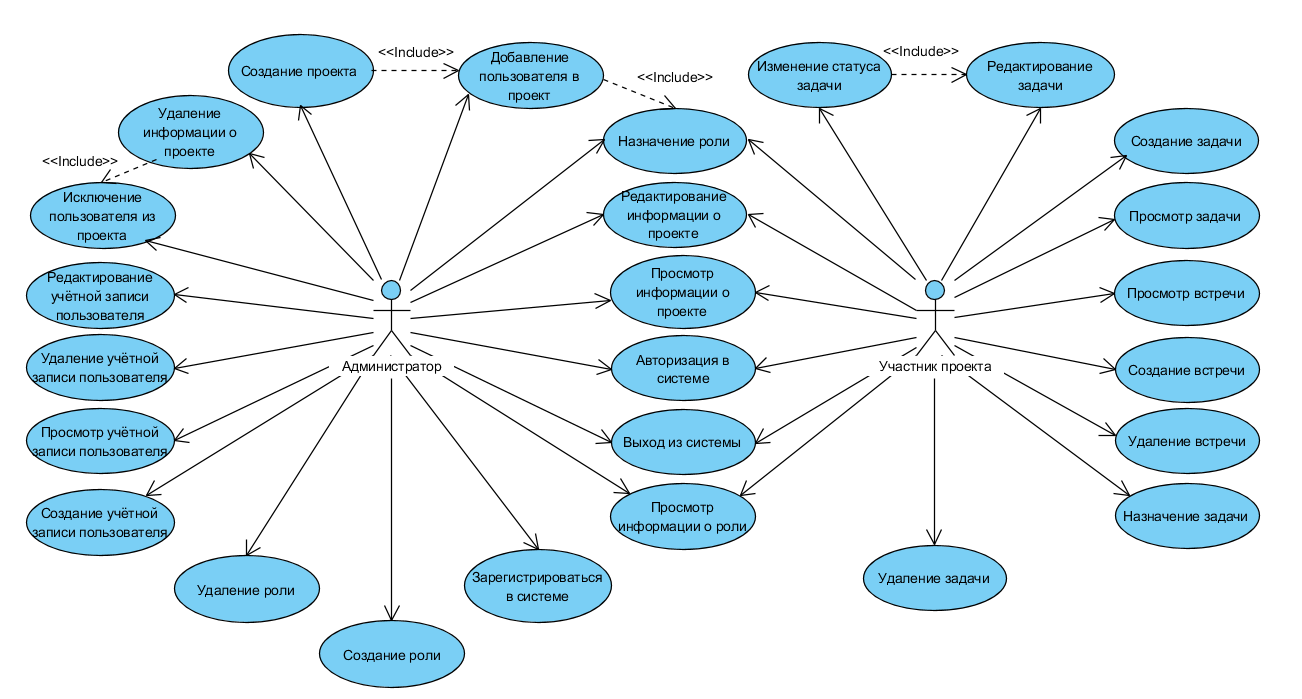 <<Include>>
<<Include>>
Создание проекта
Добавление
пользователя в
проект
<<Include>>
Изменение статуса
задачи
Редактирование
задачи
Удаление
информации о
проекте
<<Include>>
Назначение роли
Создание задачи
Исключение
пользователя из
проекта
Редактирование
информации о
проекте
Просмотр задачи
Редактирование
учётной записи
пользователя
Просмотр
информации о
проекте
Просмотр встречи
Удаление учётной
записи пользователя
Администратор
Авторизация в
системе
Участник проекта
Создание встречи
Просмотр учётной
записи пользователя
Выход из системы
Удаление встречи
Создание учётной
записи пользователя
Просмотр
информации о роли
Назначение задачи
Удаление роли
Зарегистрироваться
в системе
Удаление задачи
Создание роли